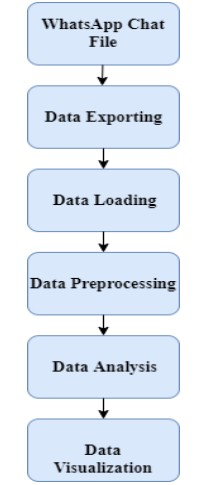 WhatsApp Chat
File
Data Exporting
Data Loading
Data Preprocessing
Data Analysis
Data
Visualization